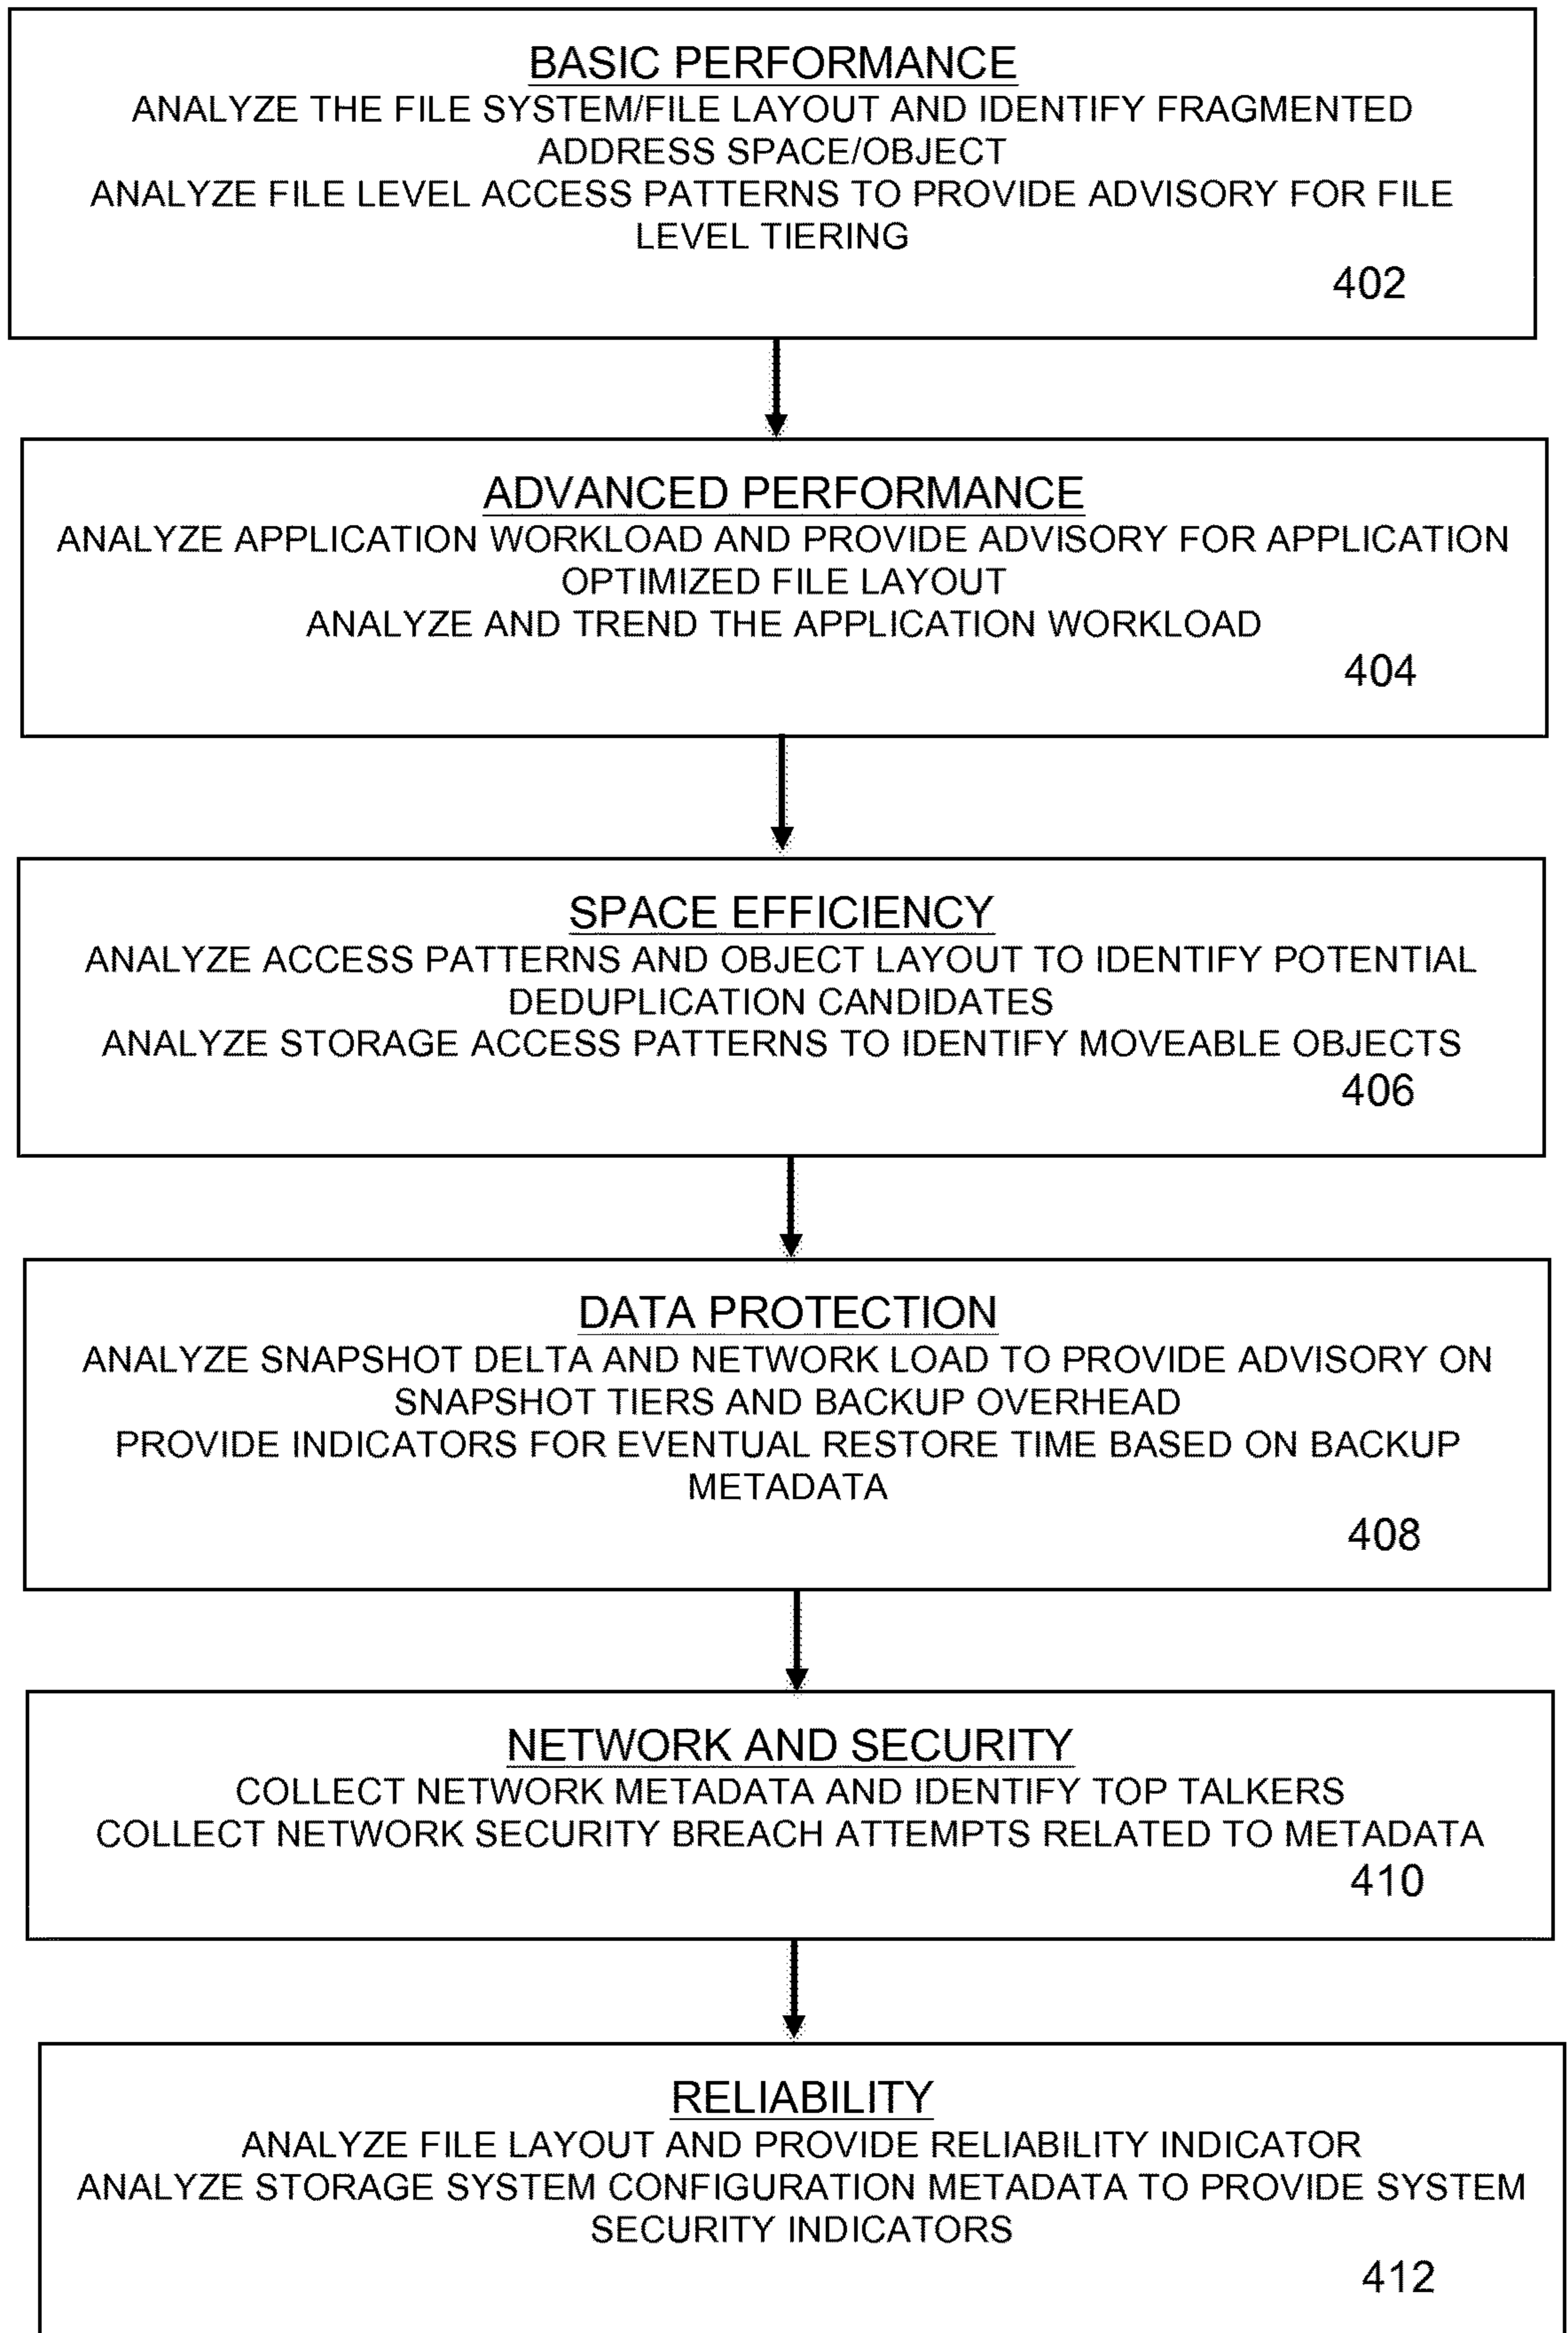 BASIC PERFORMANCE
ANALYZE THE FILE SYSTEM/FILE LAYOUT AND IDENTIFY FRAGMENTED
ADDRESS SPACE/OBJECT
ANALYZE FILE LEVEL ACCESS PATTERNS TO PROVIDE ADVISORY FOR FILE
LEVEL TIERING
402
ADVANCED PERFORMANCE
ANALYZE APPLICATION WORKLOAD AND PROVIDE ADVISORY FOR APPLICATION
OPTIMIZED FILE LAYOUT
ANALYZE AND TREND THE APPLICATION WORKLOAD
404
SPACE EFFICIENCY
ANALYZE ACCESS PATTERNS AND OBJECT LAYOUT TO IDENTIFY POTENTIAL
DEDUPLICATION CANDIDATES
ANALYZE STORAGE ACCESS PATTERNS TO IDENTIFY MOVEABLE OBJECTS
406
DATA PROTECTION
ANALYZE SNAPSHOT DELTA AND NETWORK LOAD TO PROVIDE ADVISORY ON
SNAPSHOT TIERS AND BACKUP OVERHEAD
PROVIDE INDICATORS FOR EVENTUAL RESTORE TIME BASED ON BACKUP
METADATA
408
NETWORK AND SECURITY
COLLECT NETWORK METADATA AND IDENTIFY TOP TALKERS
COLLECT NETWORK SECURITY BREACH ATTEMPTS RELATED TO METADATA
410
RELIABILITY
ANALYZE FILE LAYOUT AND PROVIDE RELIABILITY INDICATOR
ANALYZE STORAGE SYSTEM CONFIGURATION METADATA TO PROVIDE SYSTEM
SECURITY INDICATORS
412